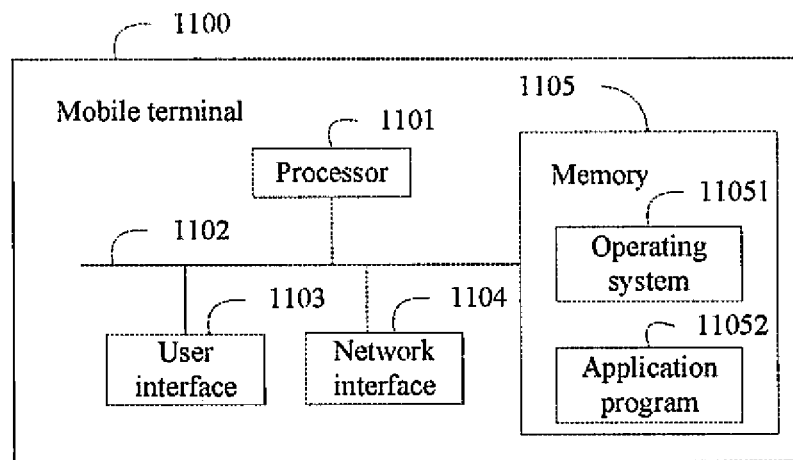 1100
Mobile terminal
1105
1101
Processor
Memory
11051
Operating
system
1102
1103
1104
User
interface
Network
interface
11052
Application
program